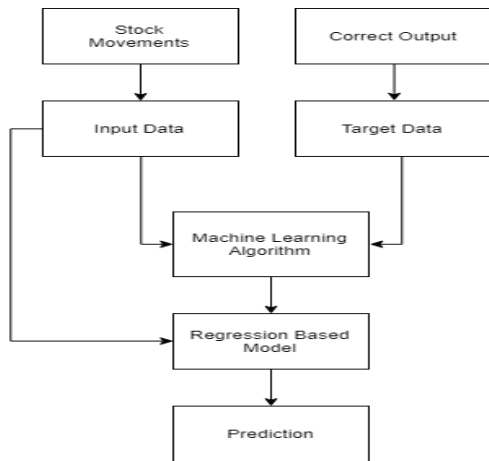 Stock
Movements
Correct Output
Input Data
Target Data
Machine Learning
Algorithm
Regression Based
Model
Prediction